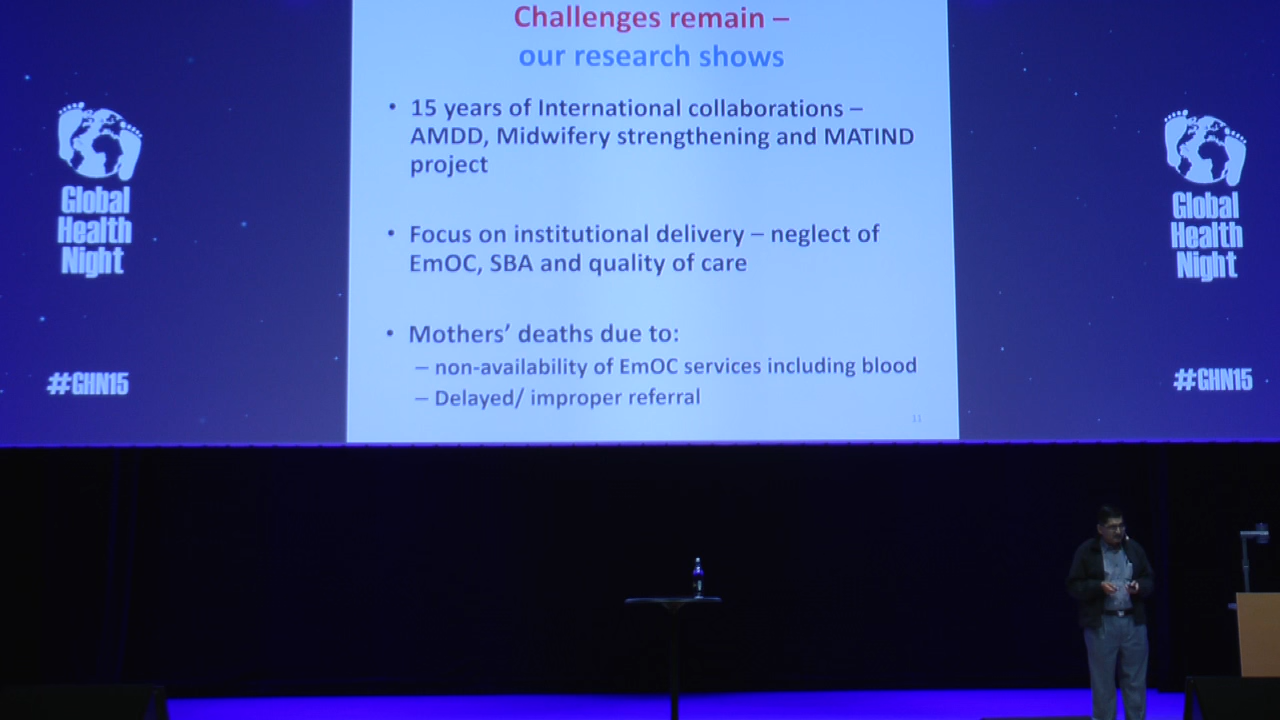 Challenges remain –
our research shows
• 15 years of International collaborations –
AMDD, Midwifery strengthening and MATIND
project
• Focus on institutional delivery – neglect of
EmOC, SBA and quality of care
• Mothers’ deaths due to:
– non-availability of EmOC services including blood
– Delayed/ improper referral
11
Global
Health
Night
#GHN15
Global
Health
Night
#GHN15